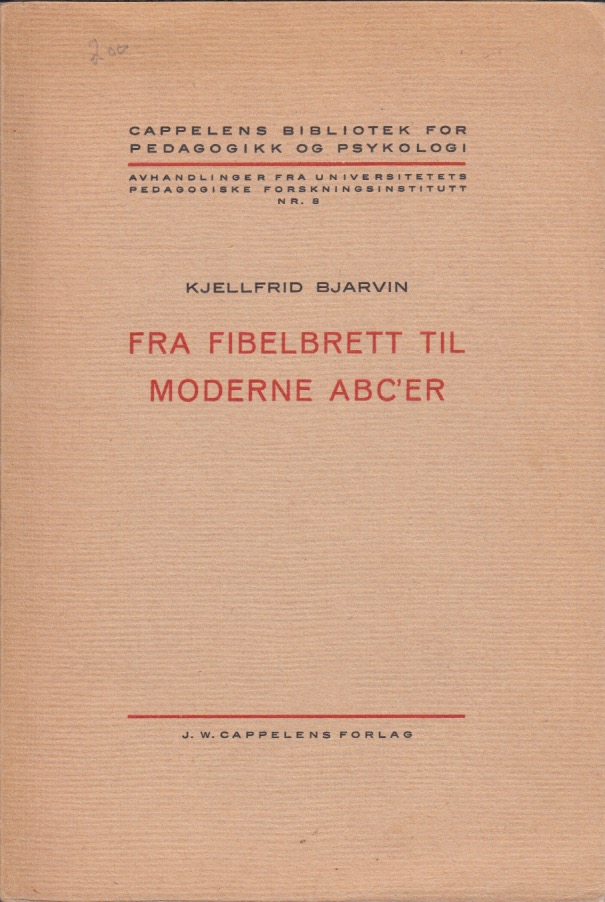 200
CAPPELENS BIBLIOTEK FOR
PEDAGOGIKK OG PSYKOLOGI
AVHANDLINGER FRA UNIVERSITETETS
PEDAGOGISKE FORSKNINGSINSTITUTT
NR. 8
KJELLFRID BJARVIN
FRA FIBELBRETT TIL
MODERNE ABC'ER
J. W. CAPPELENS FORLAG